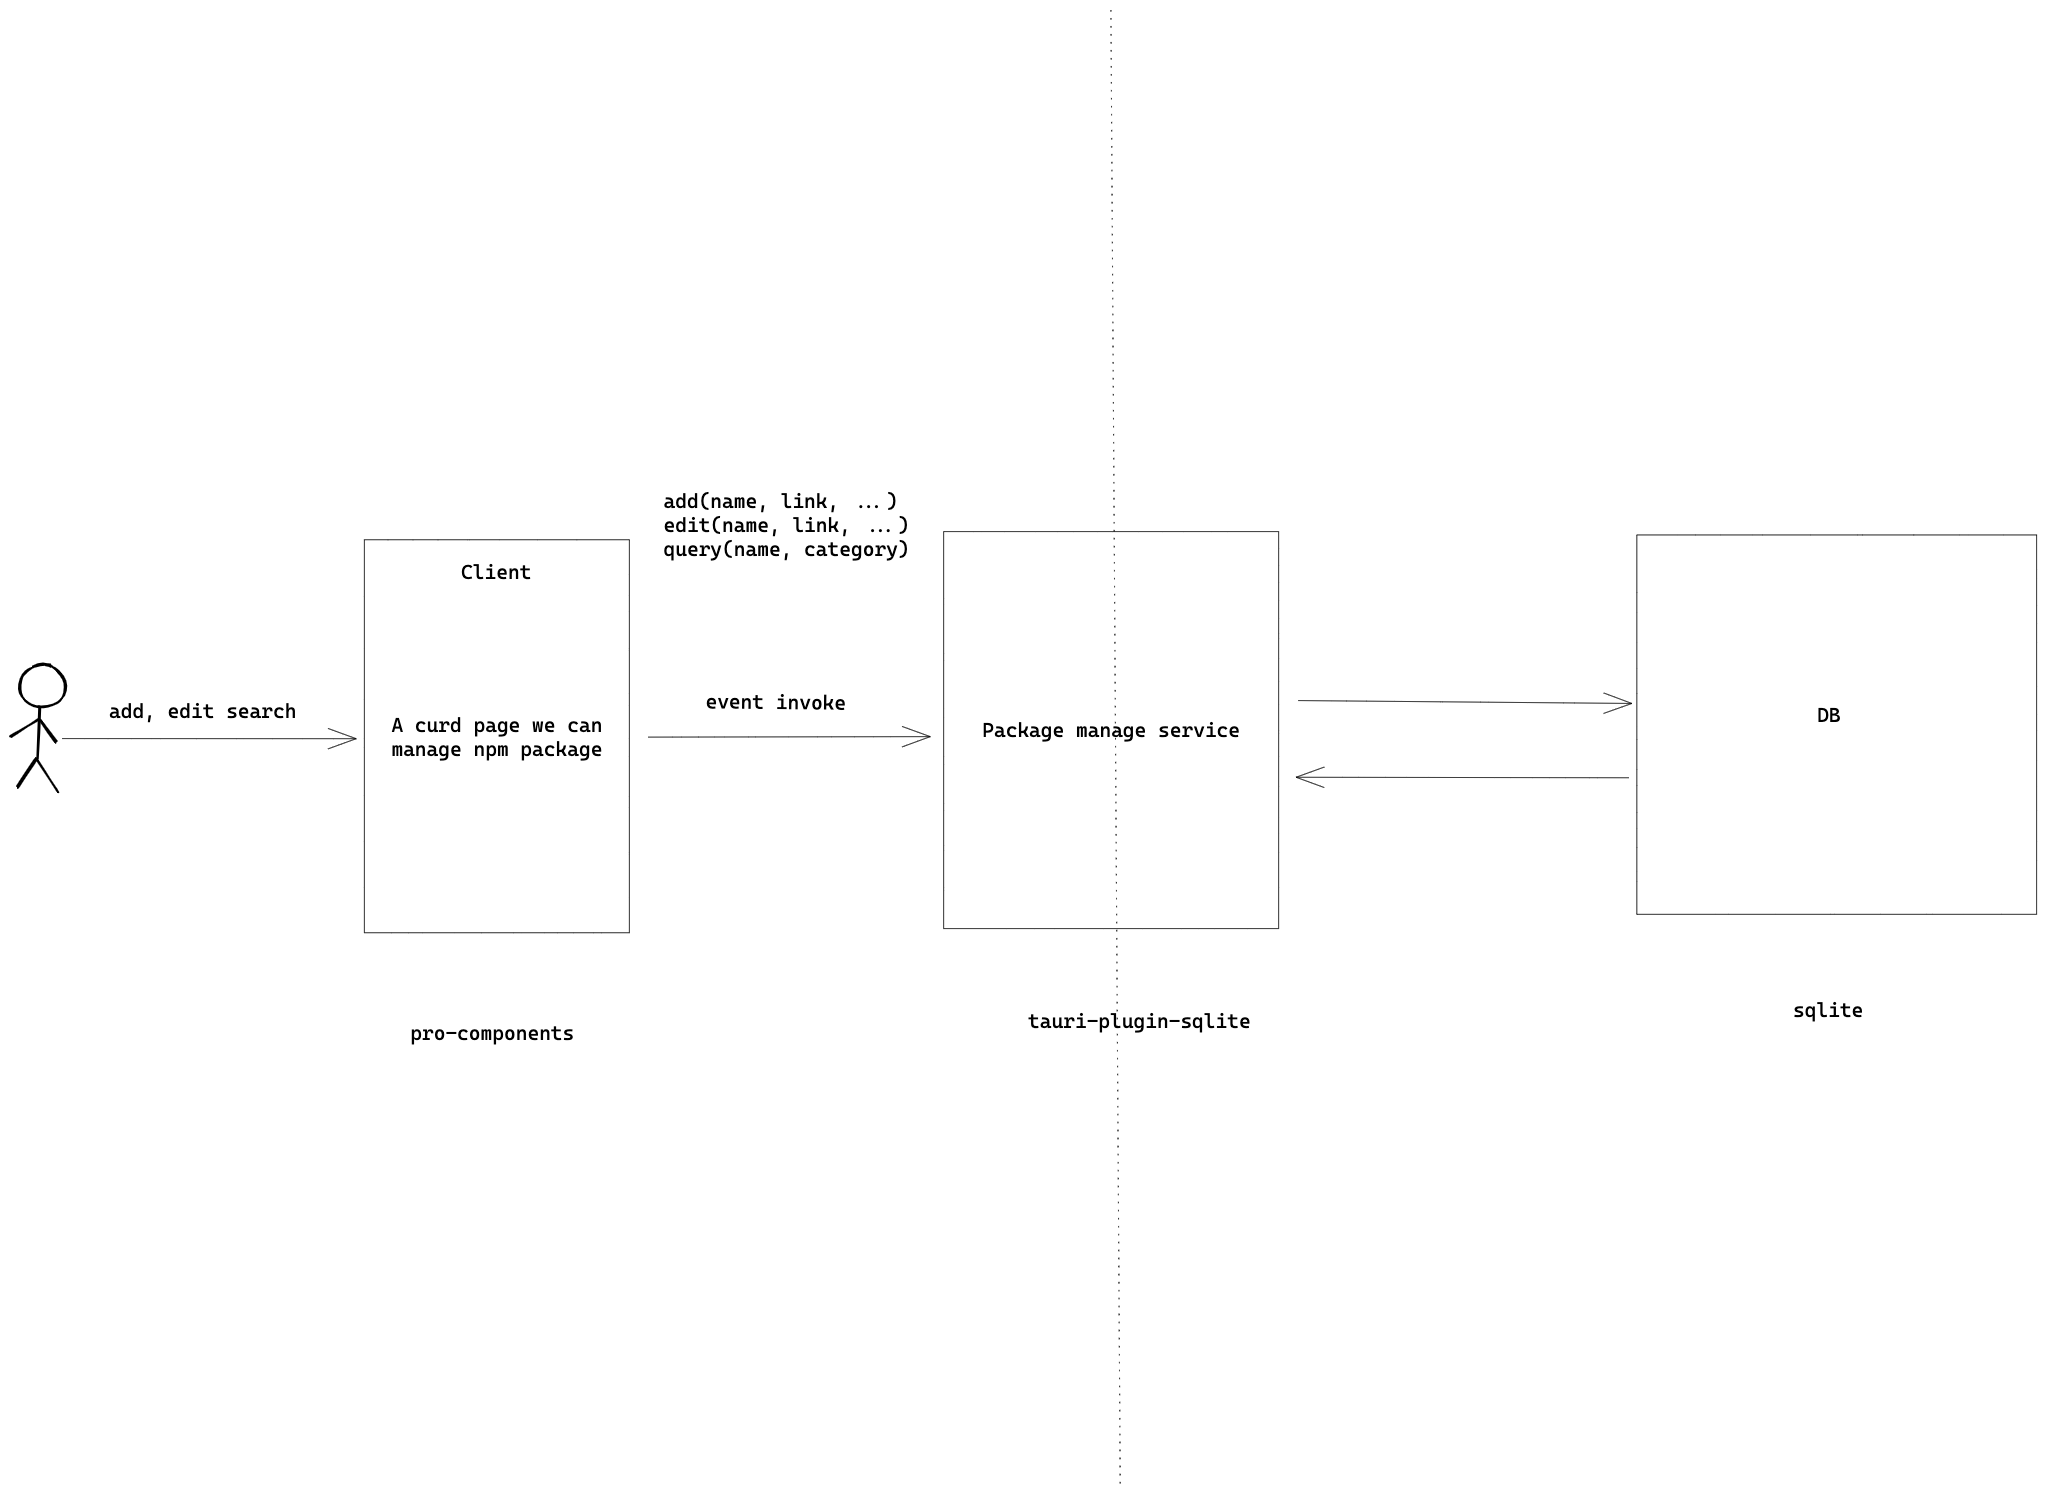 add(name, link, ...)
edit(name, link, ...)
query(name, category)
Client
add, edit search
A curd page we can
manage npm package
event invoke
Package manage service
DB
pro-components
tauri-plugin-sqlite
sqlite